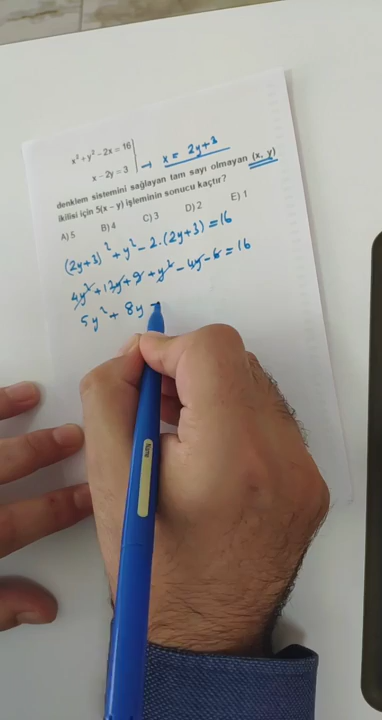 x² + y² - 2x = 16
x - 2y = 3 → x = 2y+3
denklem sistemini sağlayan tam sayı olmayan (x, y)
ikilisi için 5(x - y) işleminin sonucu kaçtır?
A) 5 B) 4 C) 3 D) 2 E) 1
(2y+3)² + y² - 2.(2y+3) = 16
4y² + 12y + 9 + y² - 4y - 6 = 16
5y² + 8y